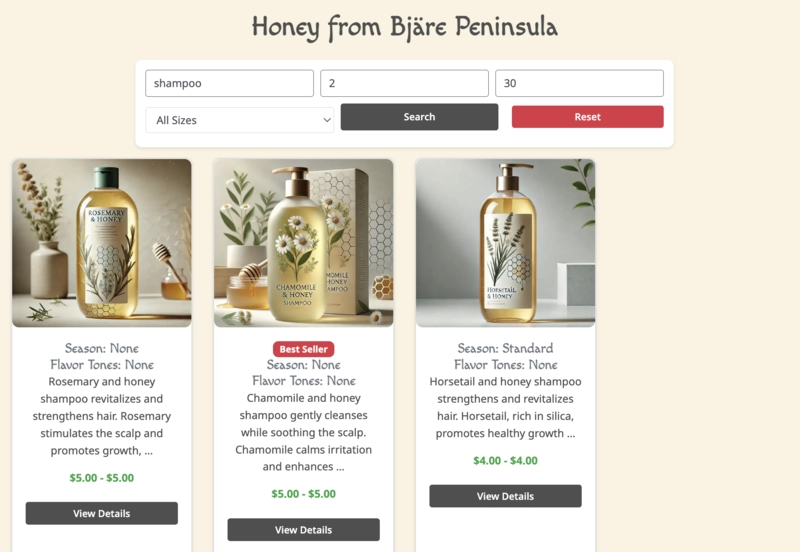 Honey from Bjäre Peninsula
shampoo
2
30
All Sizes
Search
Reset
ROSEMARY
& HONEY
Season: None
Flavor Tones: None
Rosemary and honey
shampoo revitalizes and
strengthens hair. Rosemary
stimulates the scalp and
promotes growth, ...
$5.00 - $5.00
View Details
CHAMOMILE
& HONEY
SHAMPOO
MOMILE
HONEY
AMPOO
Best Seller
Season: None
Flavor Tones: None
Chamomile and honey
shampoo gently cleanses
while soothing the scalp.
Chamomile calms irritation
and enhances ...
$5.00 - $5.00
View Details
HORSETAIL
& HONEY
Season: Standard
Flavor Tones: None
Horsetail and honey shampoo
strengthens and revitalizes
hair. Horsetail, rich in silica,
promotes healthy growth ...
$4.00 - $4.00
View Details